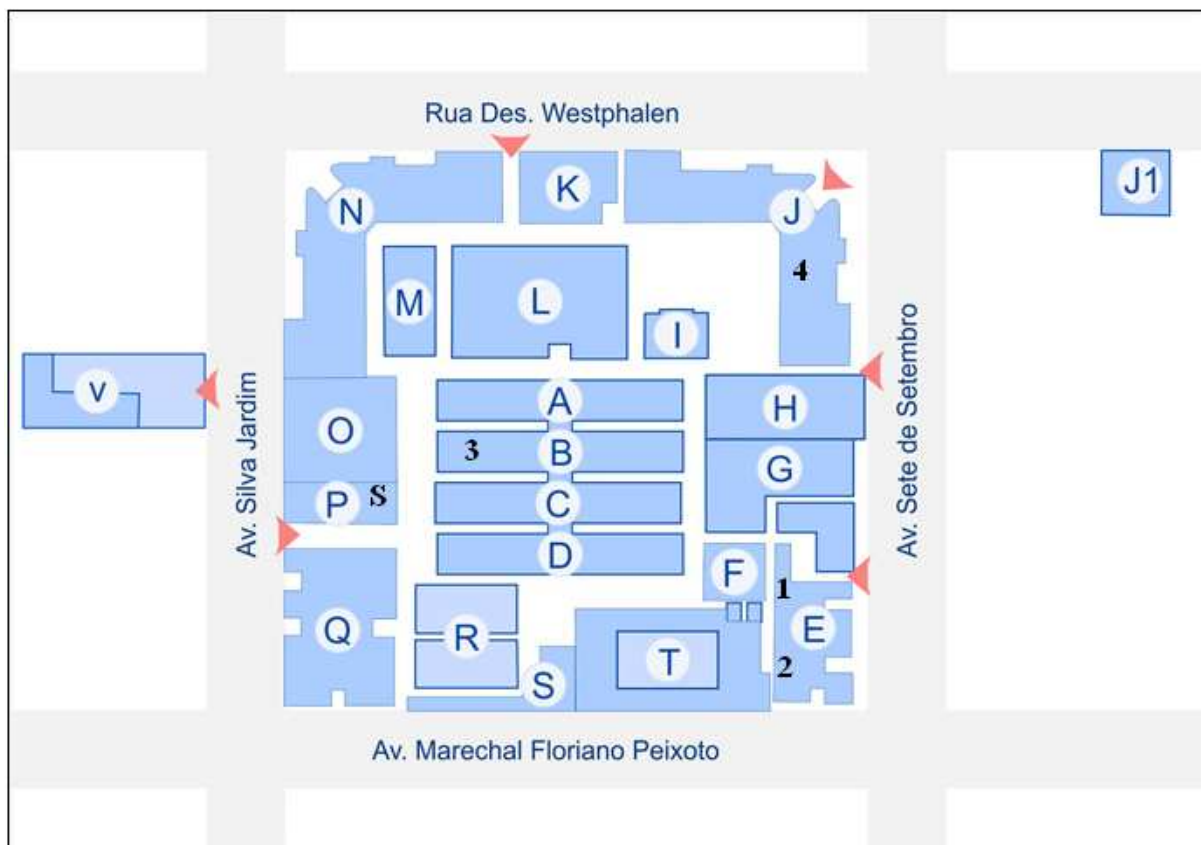 Rua Des. Westphalen
K
J1
N
J
4
M
L
I
V
A
H
O
3
B
G
P
S
C
D
F
1
Q
R
E
T
2
S
Av. Silva Jardim
Av. Sete de Setembro
Av. Marechal Floriano Peixoto